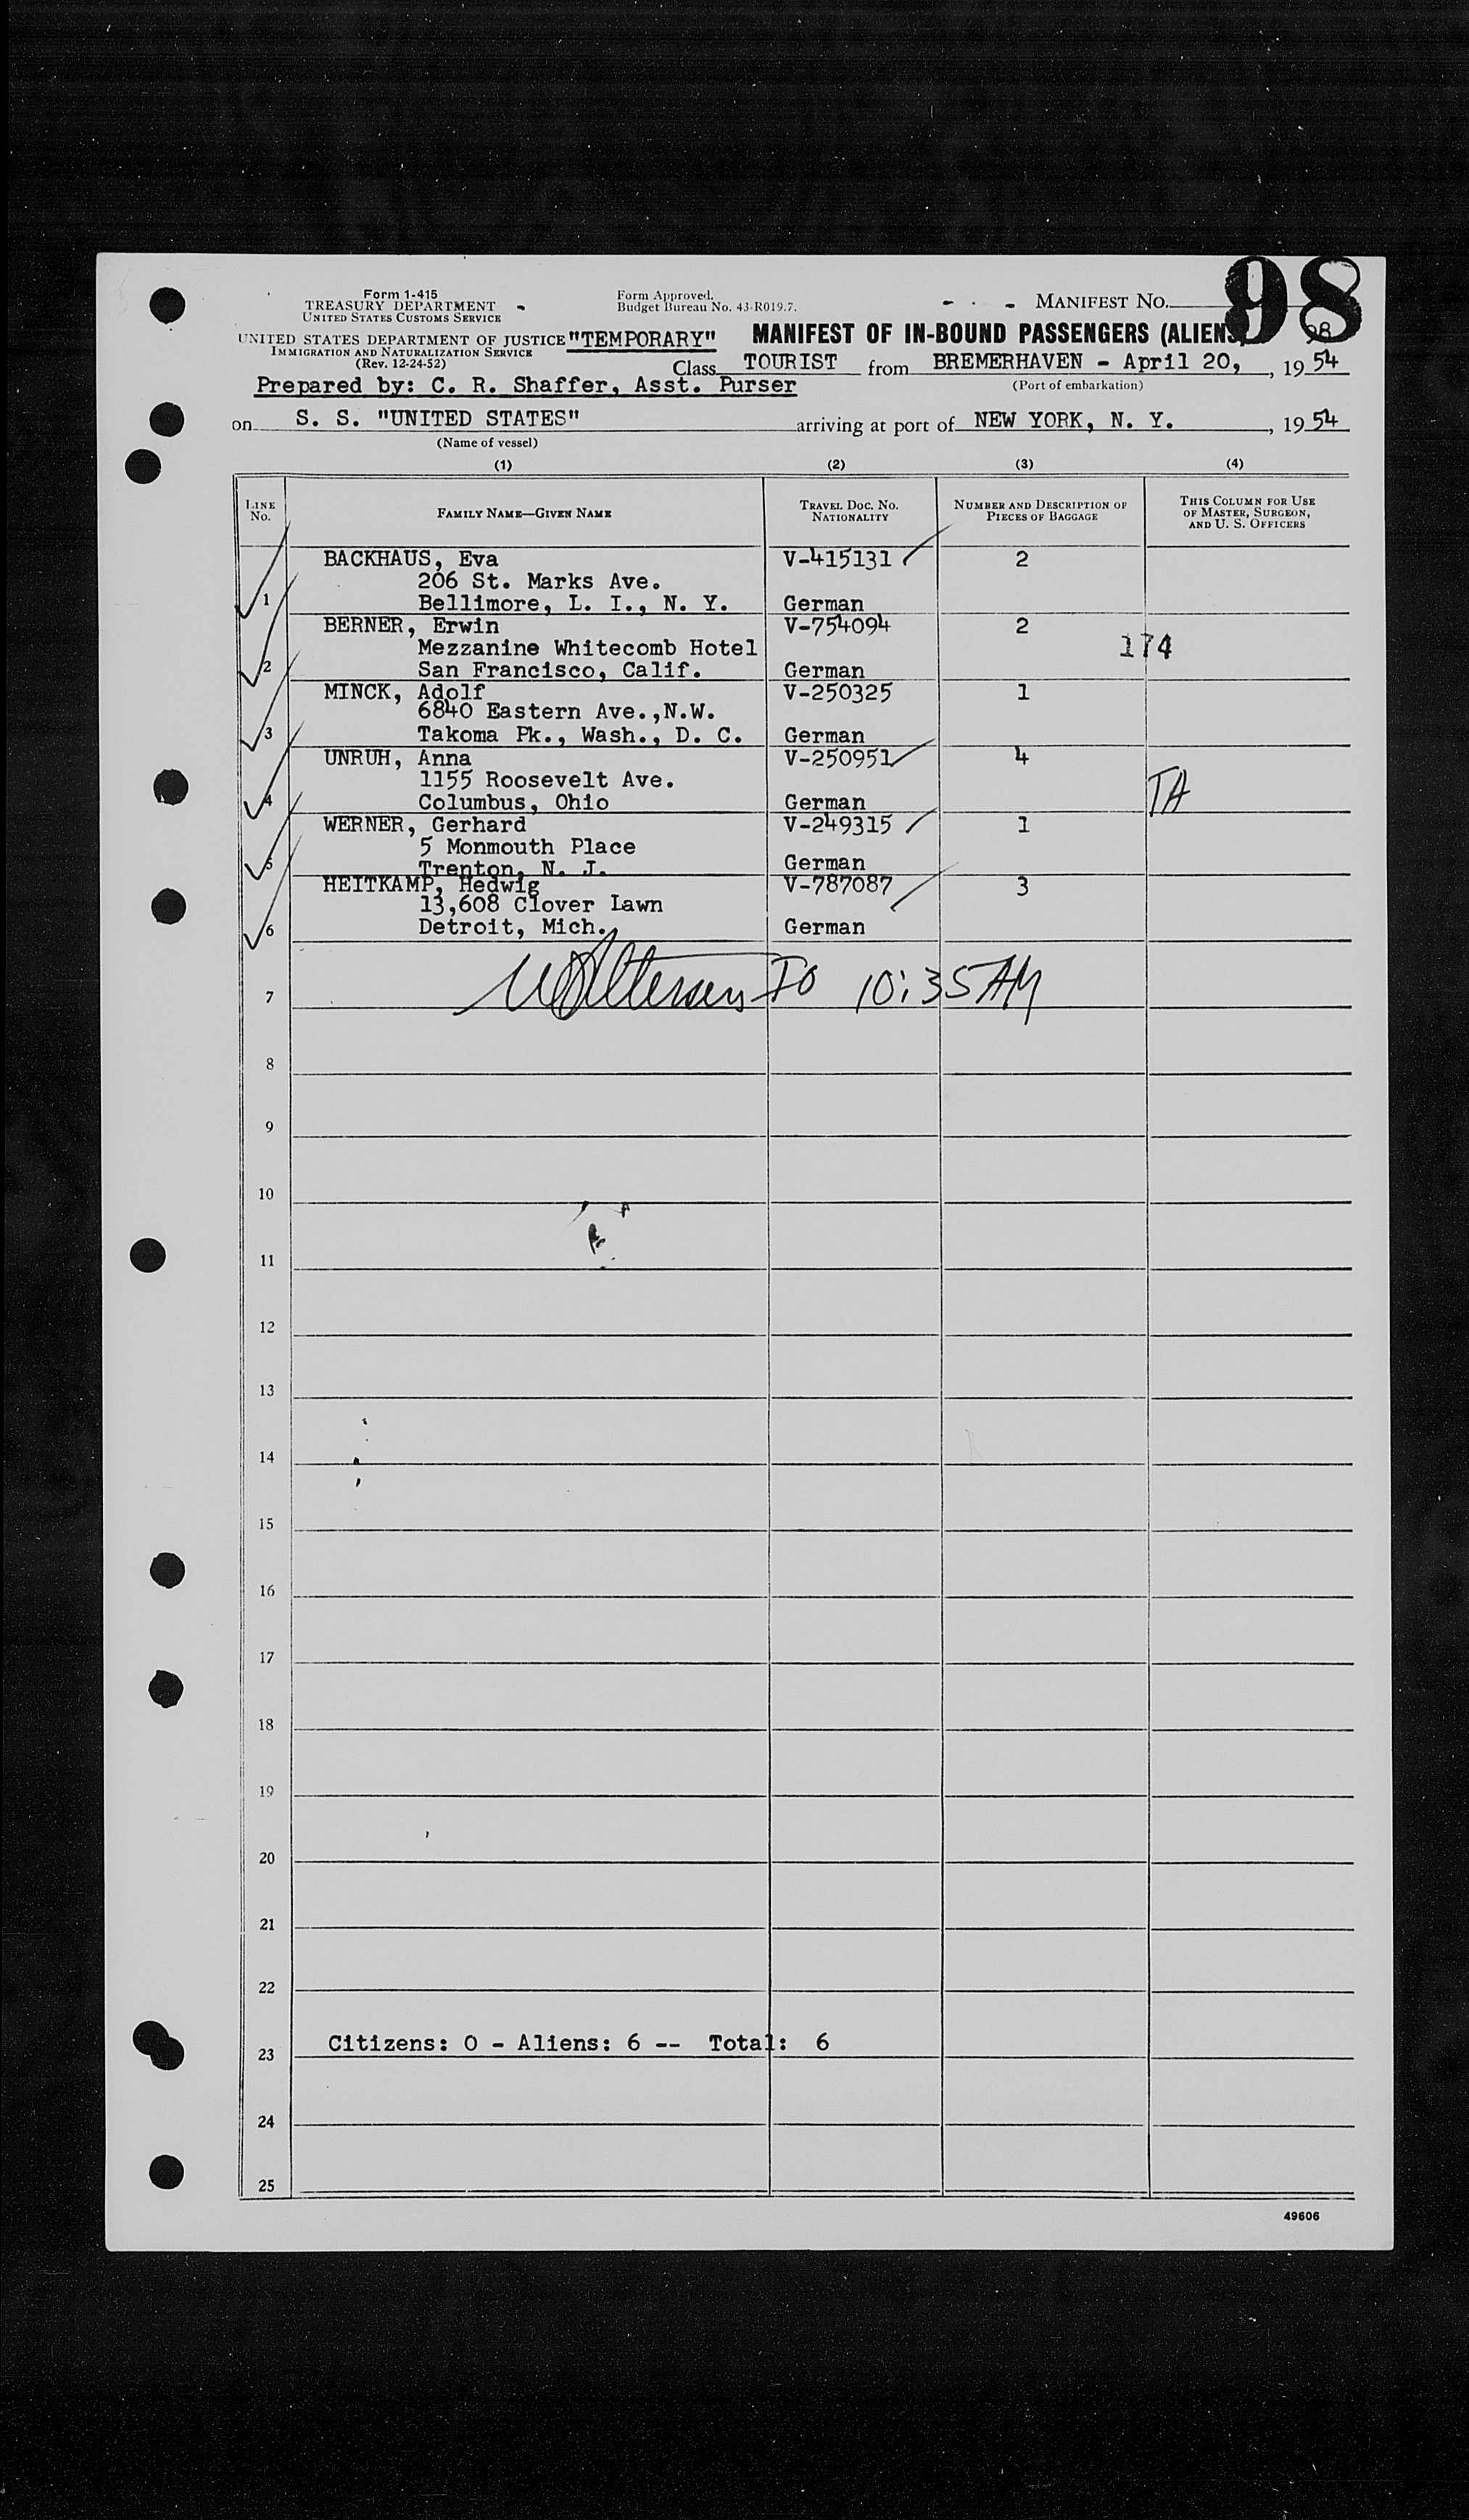 98
Form 1-415
TREASURY DEPARTMENT -
UNITED STATES CUSTOMS SERVICE
Form Approved.
Budget Bureau No. 43-R019.7.
MANIFEST No. 98
UNITED STATES DEPARTMENT OF JUSTICE "TEMPORARY" MANIFEST OF IN-BOUND PASSENGERS (ALIENS)
IMMIGRATION AND NATURALIZATION SERVICE
(Rev. 12-24-52)
Class TOURIST from BREMERHAVEN - April 20, , 1954
(Port of embarkation)
Prepared by: C. R. Shaffer, Asst. Purser
on S. S. "UNITED STATES" arriving at port of NEW YORK, N. Y. , 1954
(Name of vessel)
(1) (2) (3) (4)
LINE No. FAMILY NAME—GIVEN NAME TRAVEL DOC. NO. NATIONALITY NUMBER AND DESCRIPTION OF PIECES OF BAGGAGE THIS COLUMN FOR USE OF MASTER, SURGEON, AND U. S. OFFICERS
BACKHAUS, Eva V-415131 2
206 St. Marks Ave.
1 Bellimore, L. I., N. Y. German
BERNER, Erwin V-754094 2
Mezzanine Whitecomb Hotel 174
2 San Francisco, Calif. German
MINCK, Adolf V-250325 1
6840 Eastern Ave.,N.W.
3 Takoma Pk., Wash., D. C. German
UNRUH, Anna V-250951 4
1155 Roosevelt Ave. TA
4 Columbus, Ohio German
WERNER, Gerhard V-249315 1
5 Monmouth Place
5 Trenton, N. J. German
HEITKAMP, Hedwig V-787087 3
13,608 Clover Lawn
6 Detroit, Mich., German
7 IO 10:35 AM
8
9
10
11
12
13
14
15
16
17
18
19
20
21
22
23 Citizens: 0 - Aliens: 6 -- Total: 6
24
25
49606